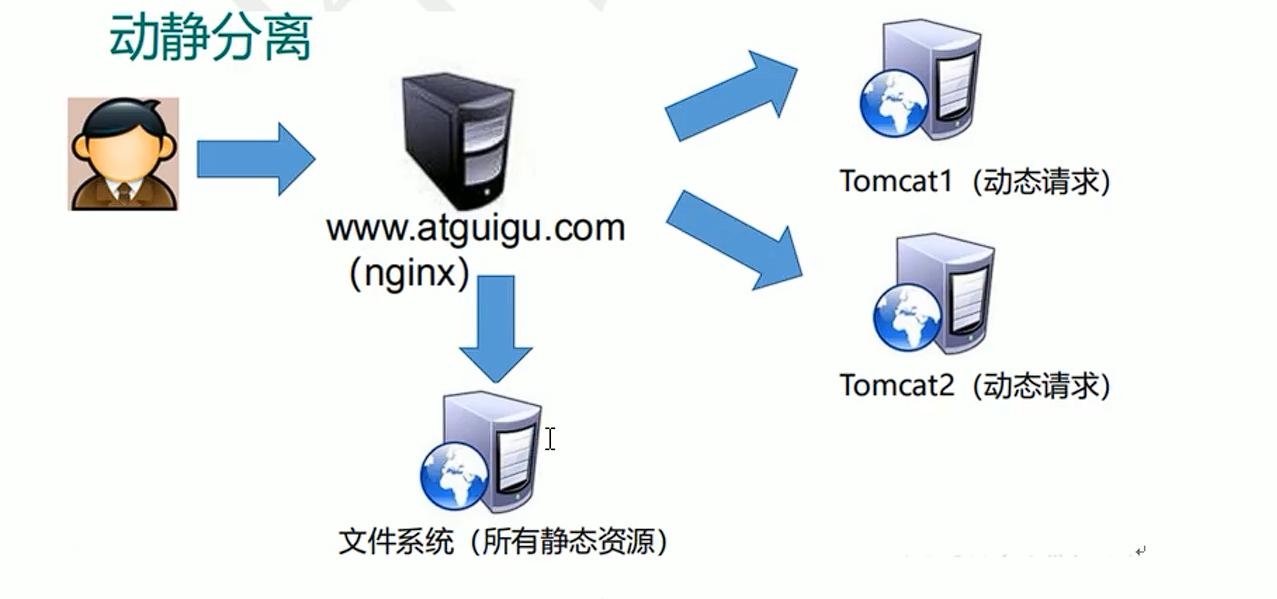 动静分离
Tomcat1（动态请求）
www.atguigu.com
（nginx）
Tomcat2（动态请求）
文件系统（所有静态资源）